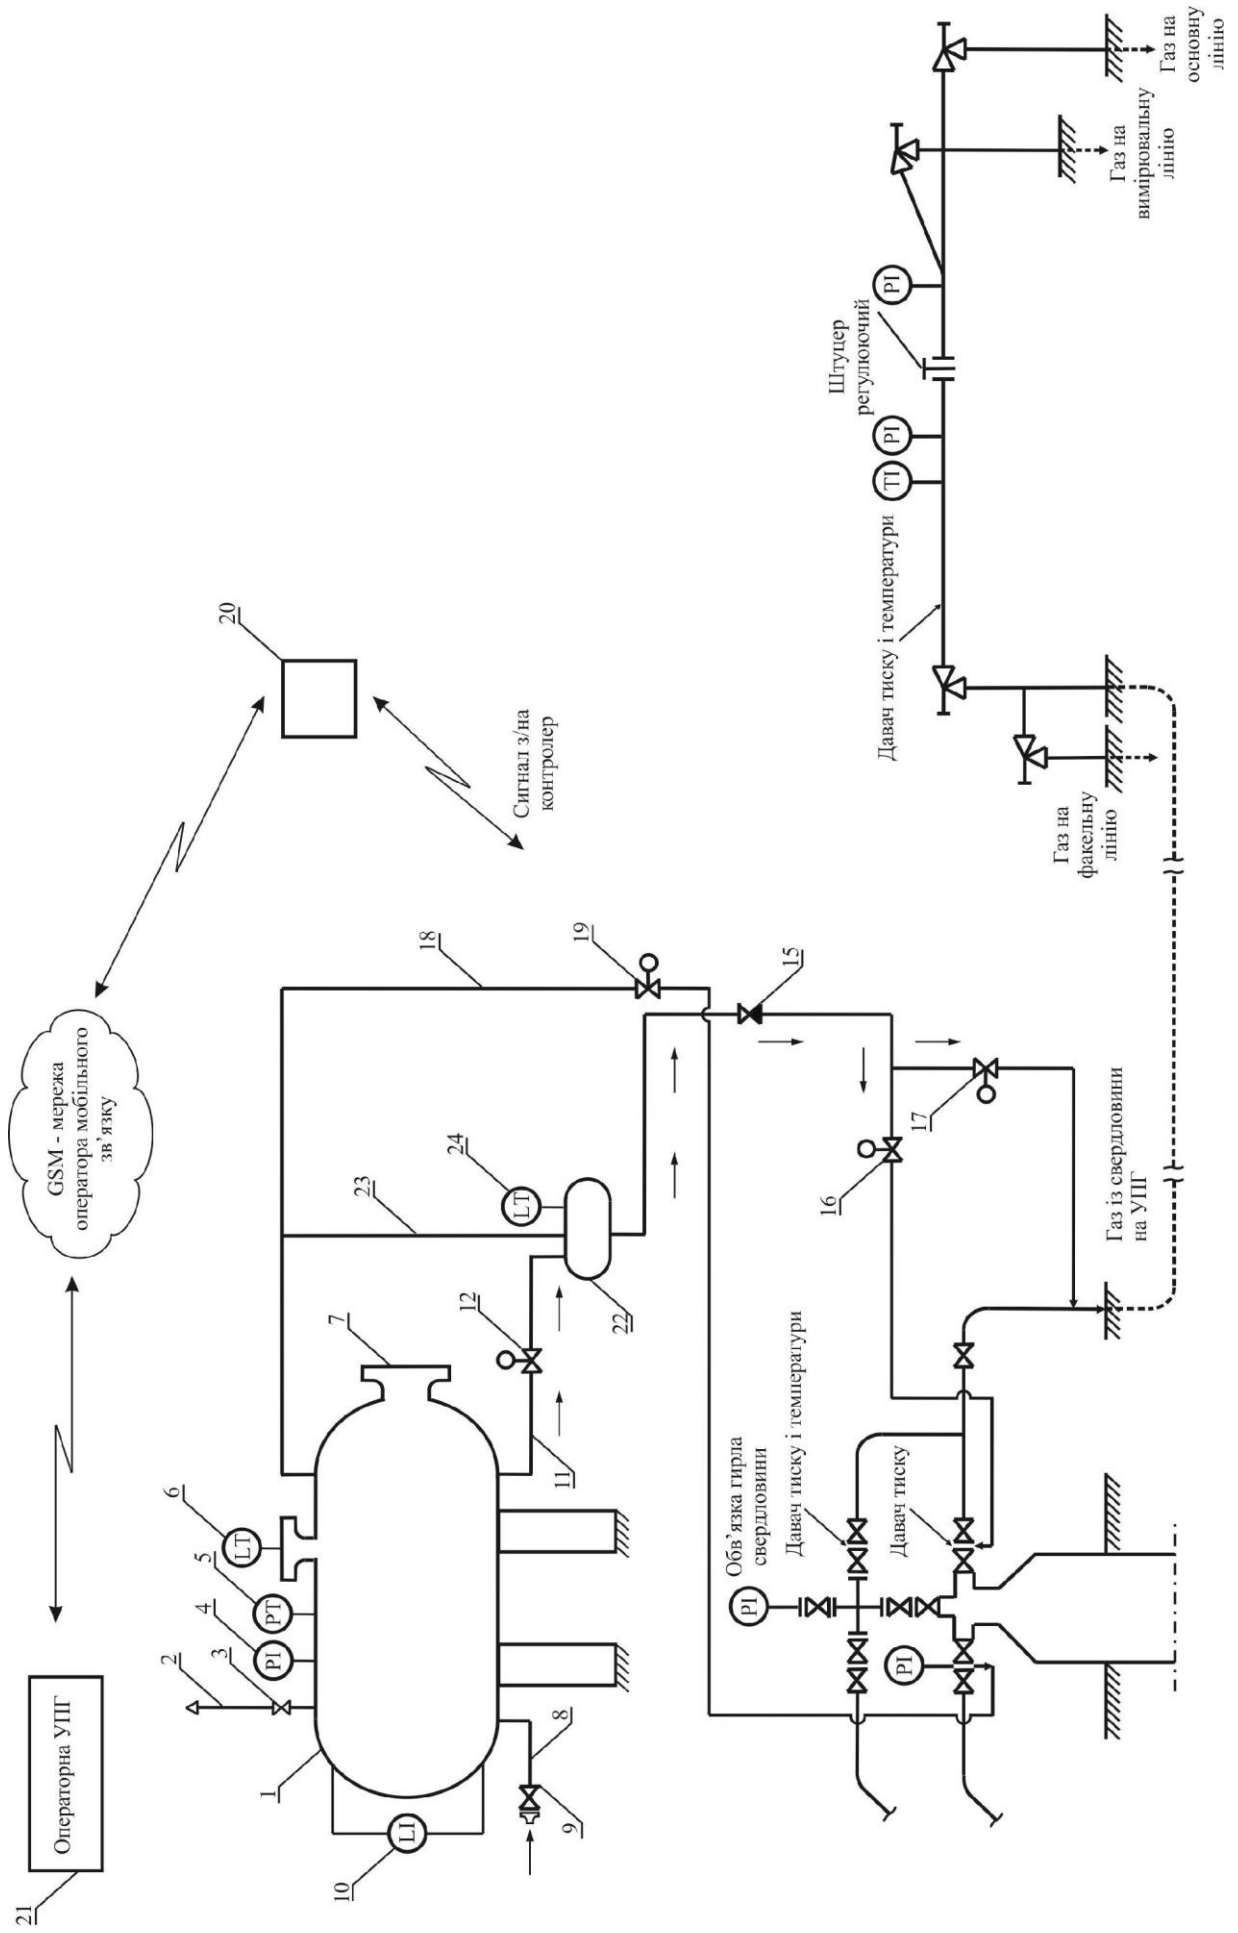 21
Операторна УПГ
GSM - мережа
оператора мобільного
зв’язку
20
Сигнал з/на
контролер
1
2
3
4
PI
5
PT
6
LT
7
8
9
10
LI
11
12
22
23
24
LT
18
19
15
16
17
Обв’язка гирла
свердловини
PI
Давач тиску і температури
Давач тиску
PI
Газ із свердловини
на УПГ
Газ на
факельну
лінію
Давач тиску і температури
TI
PI
Штуцер
регулюючий
PI
Газ на
вимірювальну
лінію
Газ на
основну
лінію